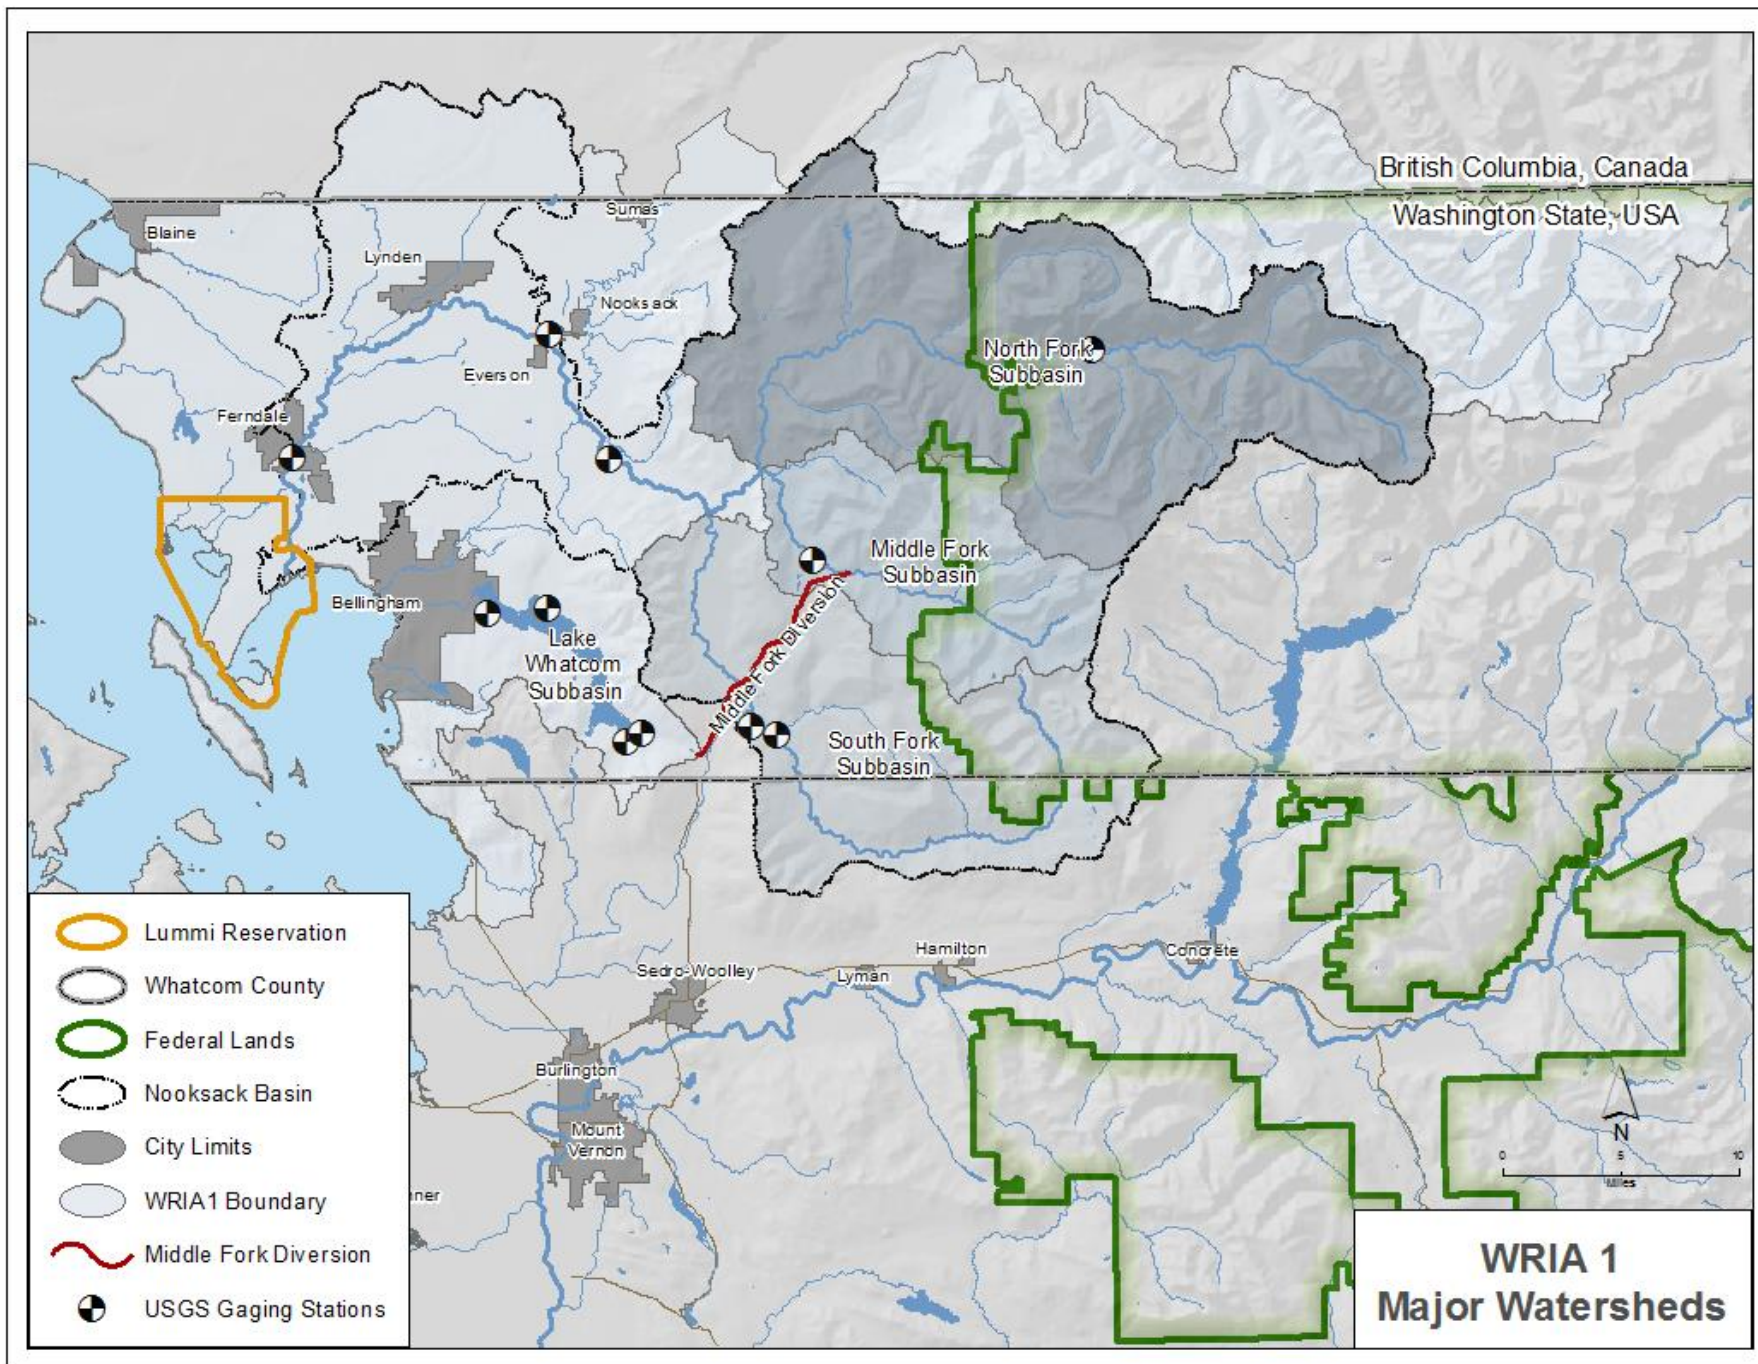 British Columbia, Canada
Washington State, USA
Blaine
Sumas
Lynden
Nooksack
Everson
Ferndale
North Fork
Subbasin
Middle Fork
Subbasin
Bellingham
Lake
Whatcom
Subbasin
Middle Fork Diversion
South Fork
Subbasin
Hamilton
Concrete
Sedro-Woolley
Lyman
Burlington
Mount
Vernon
ner
Lummi Reservation
Whatcom County
Federal Lands
Nooksack Basin
City Limits
WRIA1 Boundary
Middle Fork Diversion
USGS Gaging Stations
N
0 5 10
Miles
WRIA 1
Major Watersheds